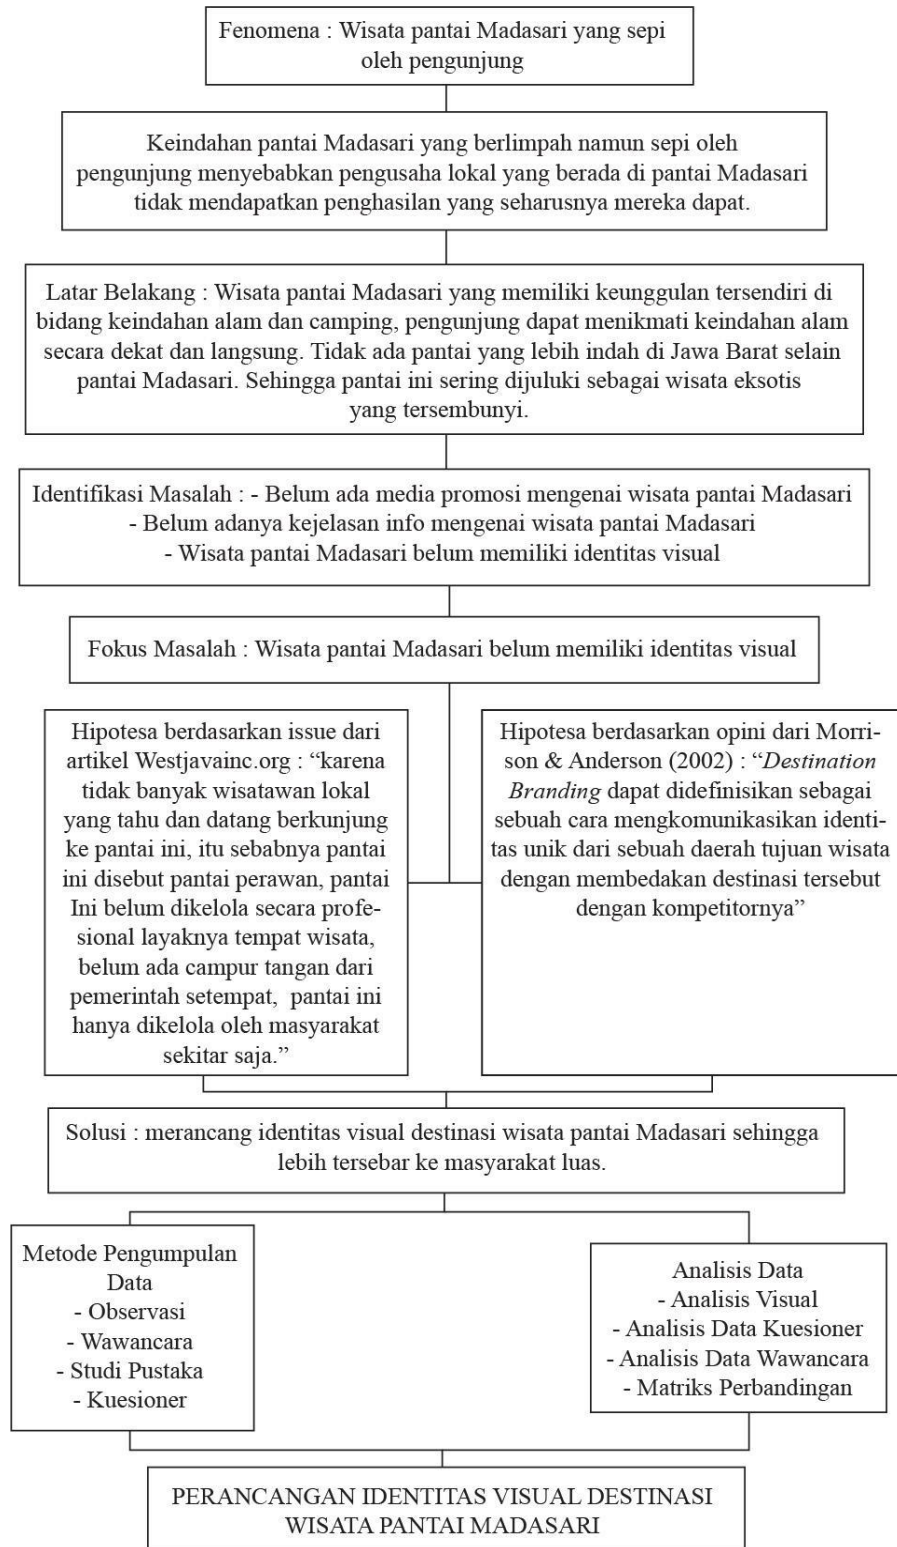 Fenomena : Wisata pantai Madasari yang sepi
oleh pengunjung
Keindahan pantai Madasari yang berlimpah namun sepi oleh
pengunjung menyebabkan pengusaha lokal yang berada di pantai Madasari
tidak mendapatkan penghasilan yang seharusnya mereka dapat.
Latar Belakang : Wisata pantai Madasari yang memiliki keunggulan tersendiri di
bidang keindahan alam dan camping, pengunjung dapat menikmati keindahan alam
secara dekat dan langsung. Tidak ada pantai yang lebih indah di Jawa Barat selain
pantai Madasari. Sehingga pantai ini sering dijuluki sebagai wisata eksotis
yang tersembunyi.
Identifikasi Masalah : - Belum ada media promosi mengenai wisata pantai Madasari
- Belum adanya kejelasan info mengenai wisata pantai Madasari
- Wisata pantai Madasari belum memiliki identitas visual
Fokus Masalah : Wisata pantai Madasari belum memiliki identitas visual
Hipotesa berdasarkan issue dari
artikel Westjavainc.org : “karena
tidak banyak wisatawan lokal
yang tahu dan datang berkunjung
ke pantai ini, itu sebabnya pantai
ini disebut pantai perawan, pantai
Ini belum dikelola secara profe-
sional layaknya tempat wisata,
belum ada campur tangan dari
pemerintah setempat,  pantai ini
hanya dikelola oleh masyarakat
sekitar saja.”
Hipotesa berdasarkan opini dari Morri-
son & Anderson (2002) : “Destination
Branding dapat didefinisikan sebagai
sebuah cara mengkomunikasikan identi-
tas unik dari sebuah daerah tujuan wisata
dengan membedakan destinasi tersebut
dengan kompetitornya”
Solusi : merancang identitas visual destinasi wisata pantai Madasari sehingga
lebih tersebar ke masyarakat luas.
Metode Pengumpulan
Data
- Observasi
- Wawancara
- Studi Pustaka
- Kuesioner
Analisis Data
- Analisis Visual
- Analisis Data Kuesioner
- Analisis Data Wawancara
- Matriks Perbandingan
PERANCANGAN IDENTITAS VISUAL DESTINASI
WISATA PANTAI MADASARI